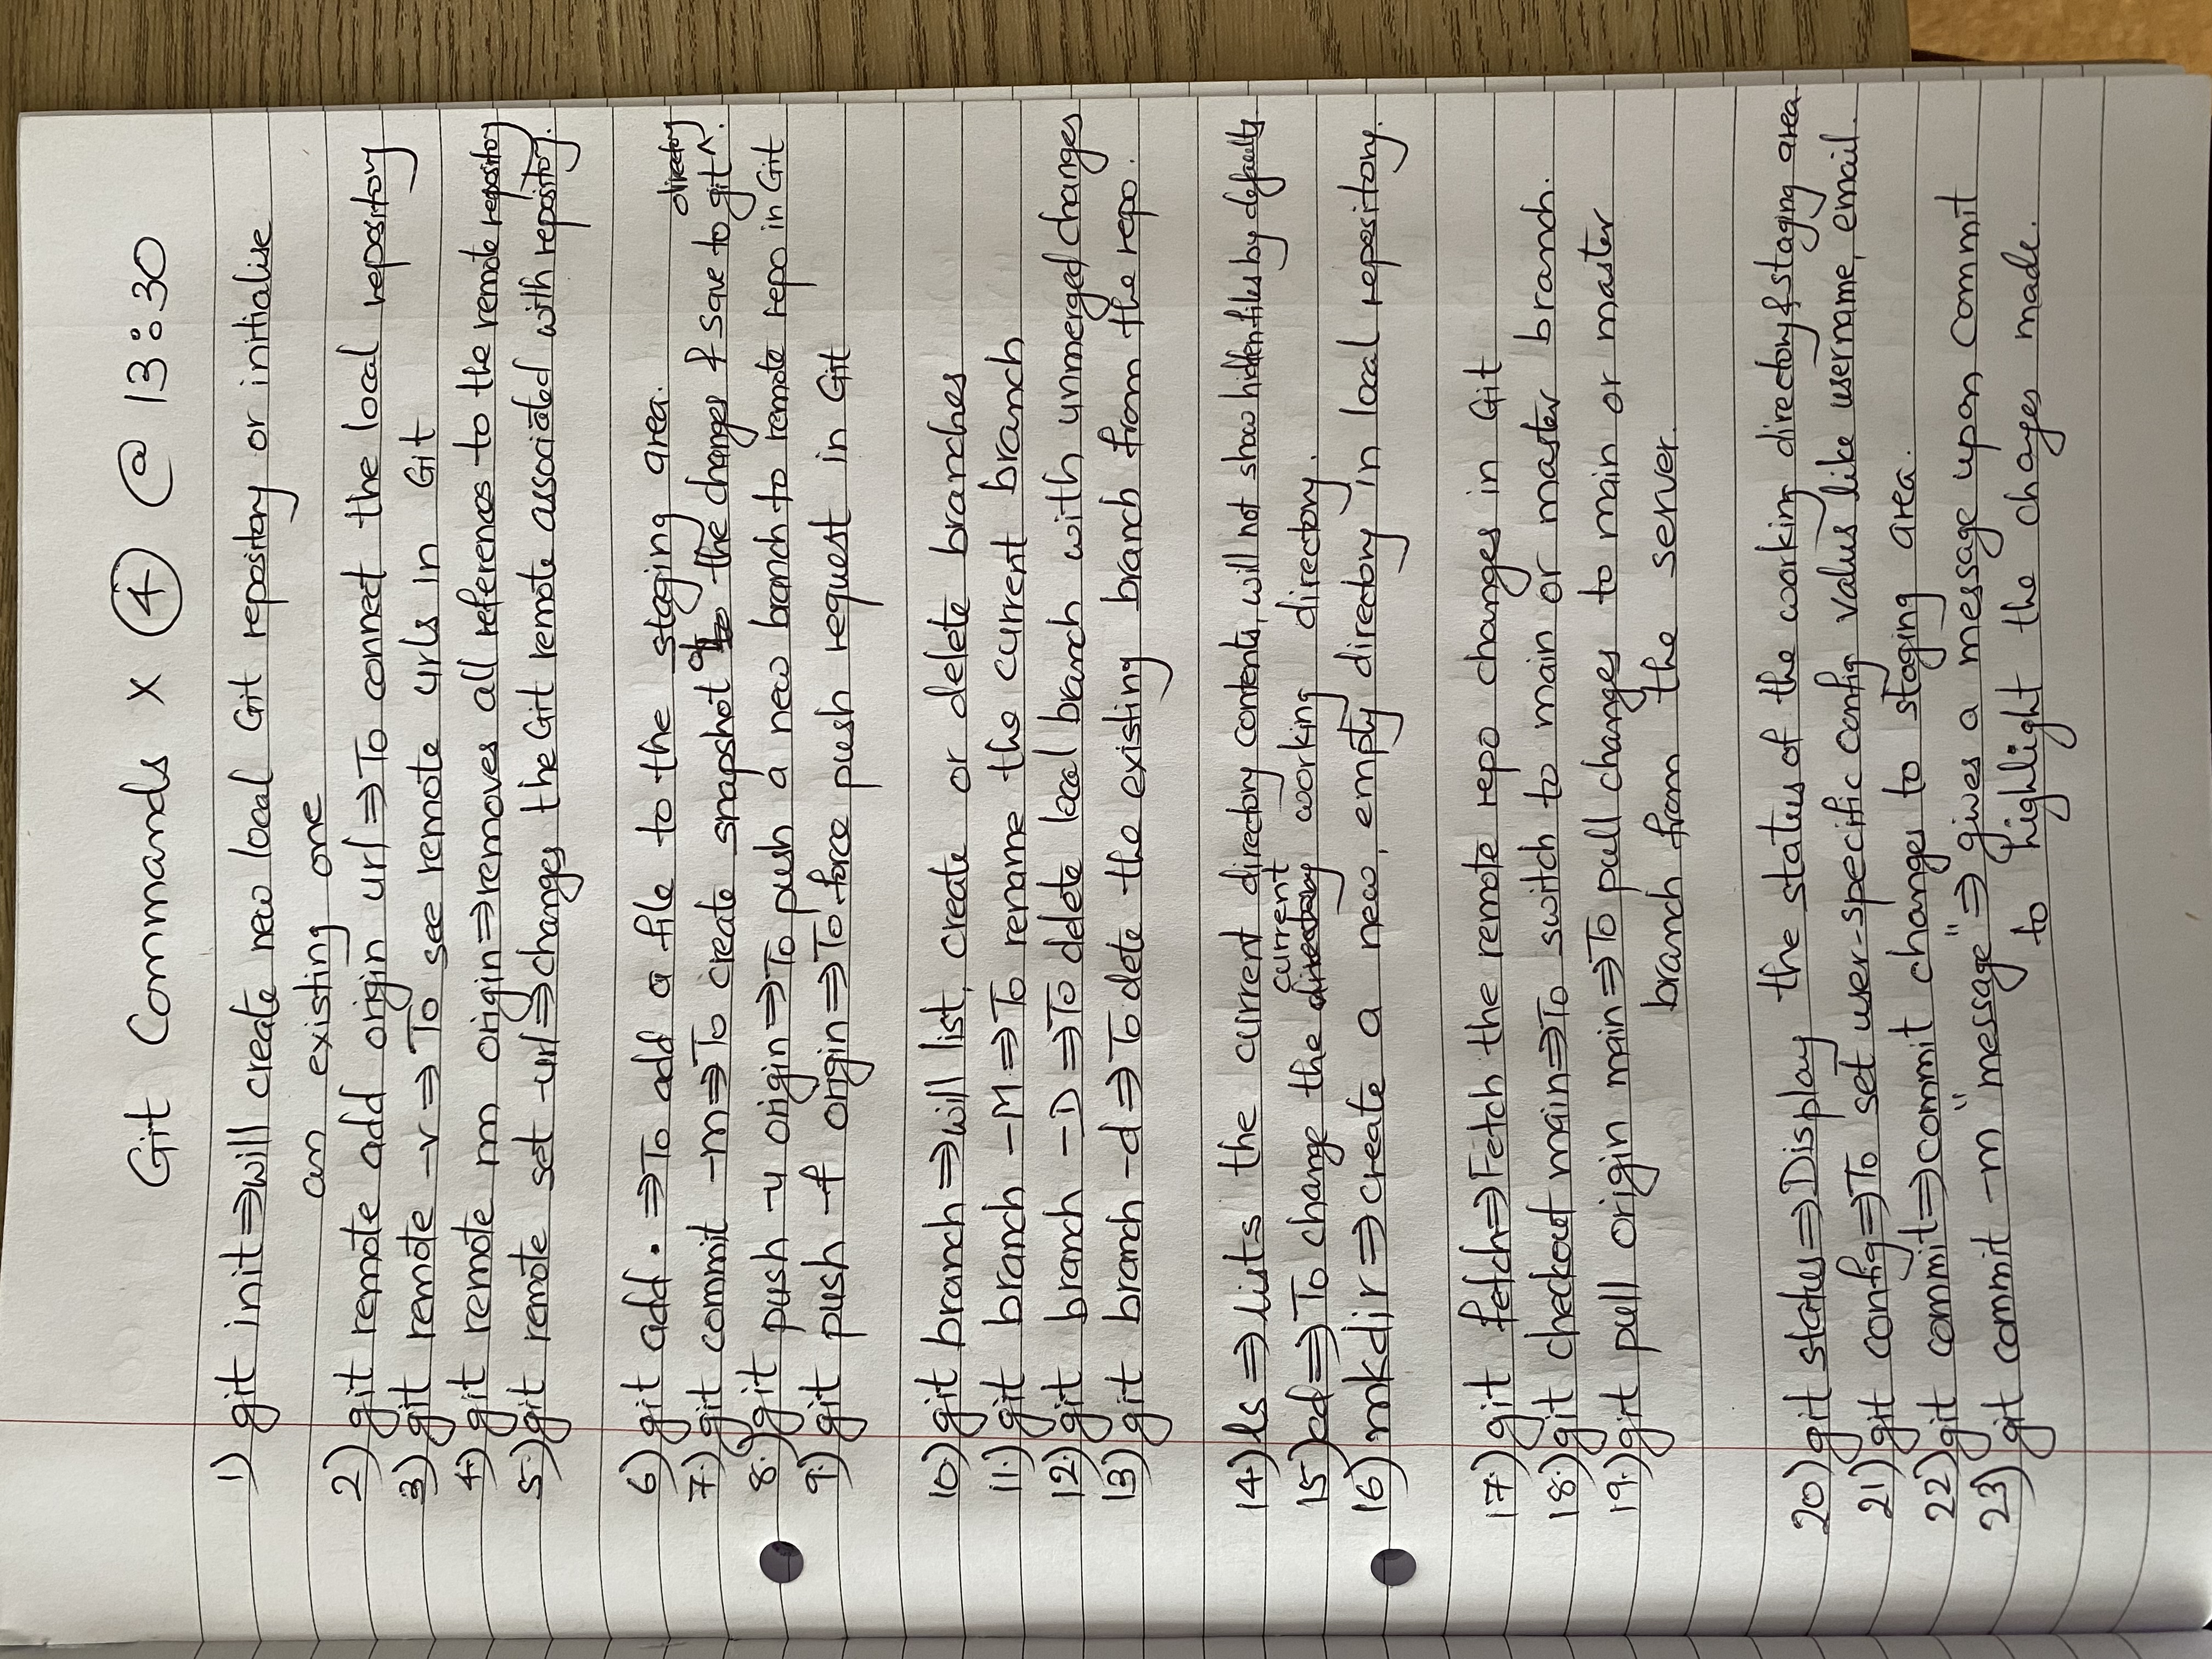 Git Commands x ④ @ 13:30
1) git init ⇒ will create new local Git repository or initialise
an existing one
2) git remote add origin url ⇒ To connect the local repository
3) git remote -v ⇒ To see remote urls in Git
4) git remote rm origin ⇒ removes all references to the remote repository
5.) git remote set -url ⇒ changes the Git remote associated with repository.
6) git add . ⇒ To add a file to the staging area.
7.) git commit -m ⇒ To create snapshot of the changes & save to git directory.
8.) git push -u origin ⇒ To push a new branch to remote repo in Git
9.) git push -f origin ⇒ To force push request in Git
10.) git branch ⇒ will list, create or delete branches
11.) git branch -M ⇒ To rename the current branch
12.) git branch -D ⇒ To delete local branch with unmerged changes
13.) git branch -d ⇒ To dete the existing branch from the repo.
14.) ls ⇒ lists the current directory contents, will not show hidden files by defaults
15.) cd ⇒ To change the current working directory.
16) mkdir ⇒ create a new, empty directory in local repository.
17.) git fetch ⇒ Fetch the remote repo changes in Git
18.) git checkout main ⇒ To switch to main or master branch.
19.) git pull origin main ⇒ To pull changes to main or master
branch from the server.
20) git status ⇒ Display the status of the working directory & staging area
21) git config ⇒ To set user-specific config values like username, email.
22) git commit ⇒ commit changes to staging area.
23) git commit -m "message" ⇒ gives a message upon commit
to highlight the chages made.